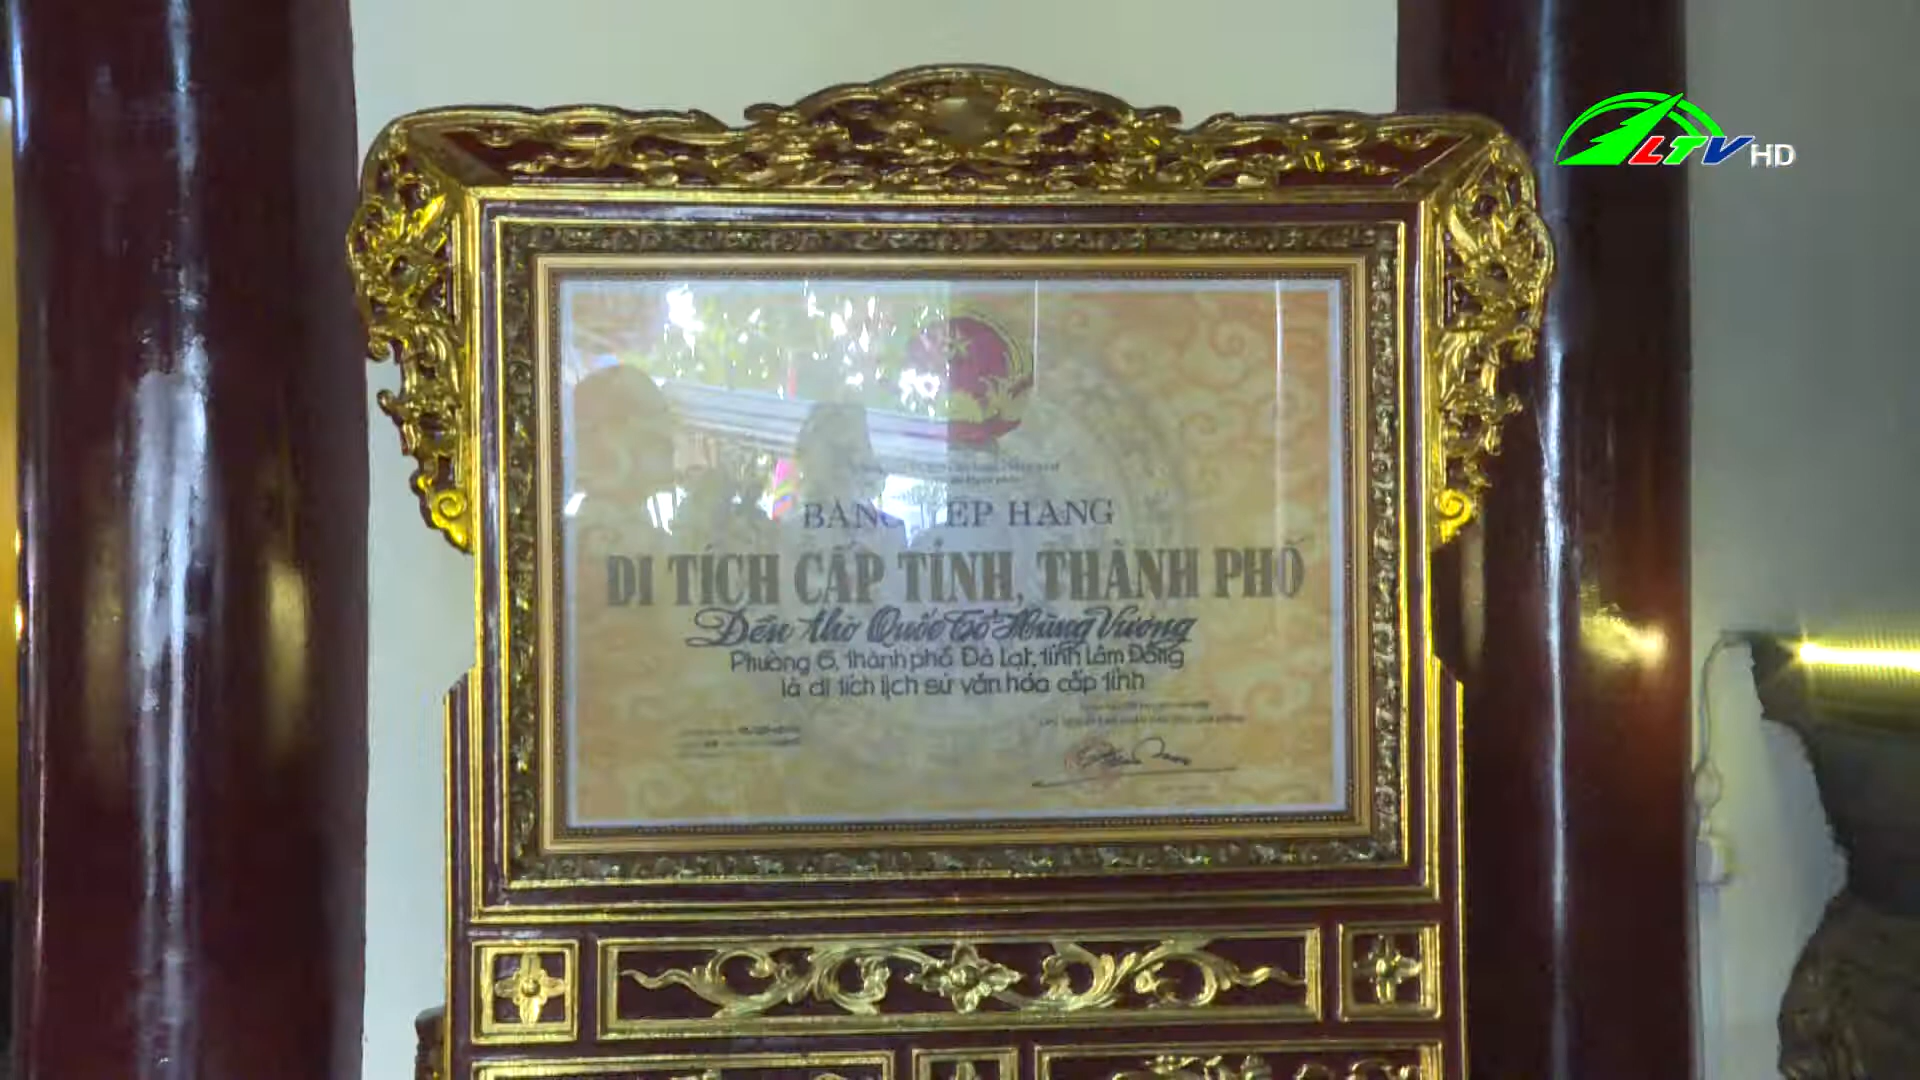 LTV HD
BẰNG XẾP HẠNG
DI TÍCH CẤP TỈNH, THÀNH PHỐ
Đền thờ Quốc Tổ Hùng Vương
Phường 6, thành phố Đà Lạt, tỉnh Lâm Đồng
là di tích lịch sử văn hóa cấp tỉnh